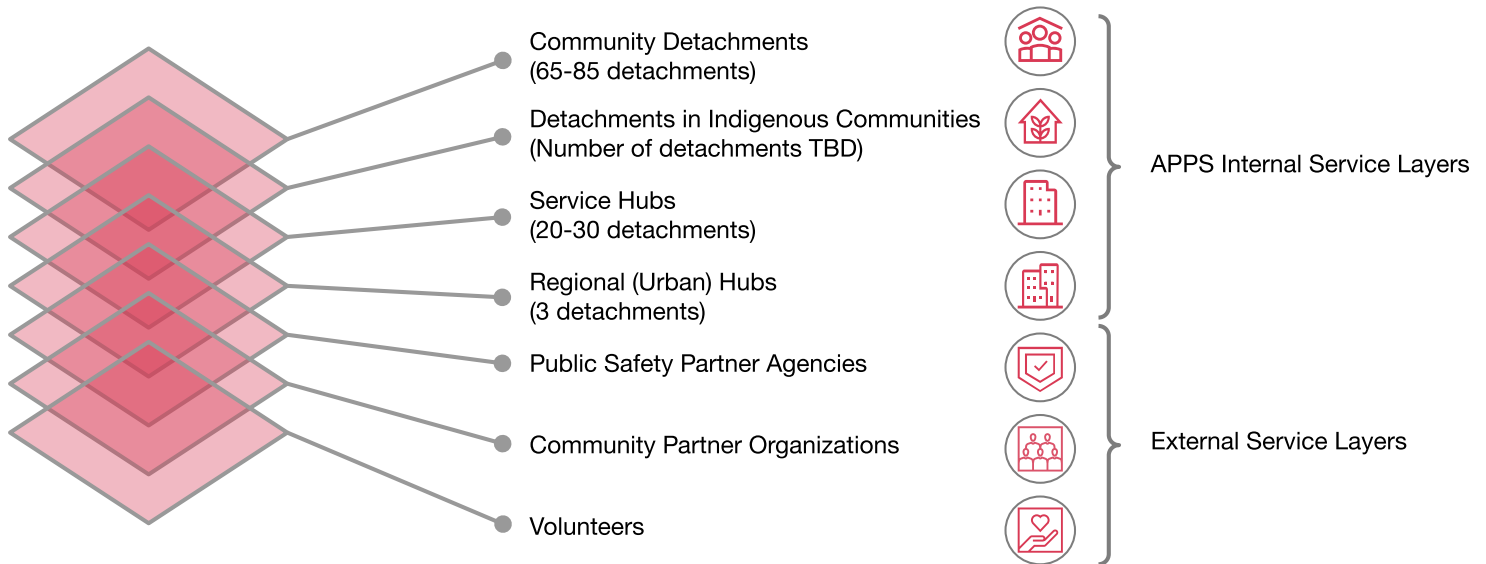 Community Detachments
(65-85 detachments)
Detachments in Indigenous Communities
(Number of detachments TBD)
Service Hubs
(20-30 detachments)
Regional (Urban) Hubs
(3 detachments)
APPS Internal Service Layers
Public Safety Partner Agencies
Community Partner Organizations
Volunteers
External Service Layers